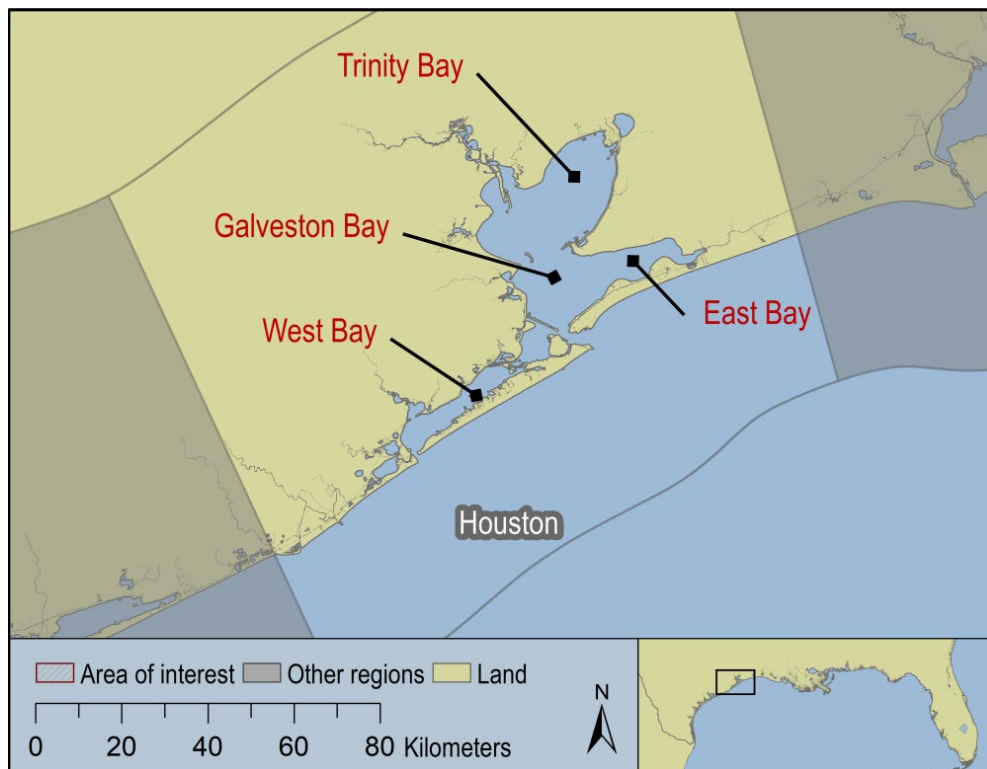 Trinity Bay
Galveston Bay
East Bay
West Bay
Houston
Area of interest Other regions Land
N
0 20 40 60 80 Kilometers